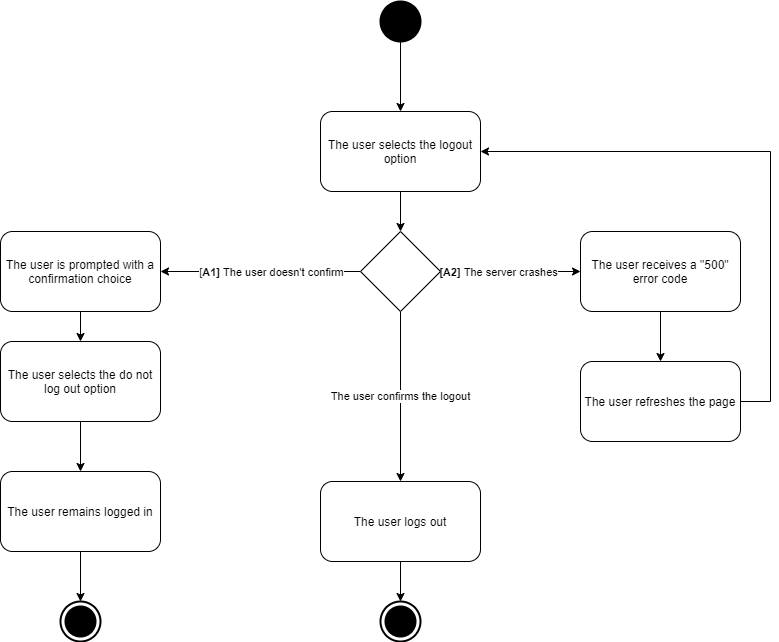 The user selects the logout
option
The user is prompted with a
confirmation choice
[A1] The user doesn't confirm
[A2] The server crashes
The user receives a "500"
error code
The user selects the do not
log out option
The user confirms the logout
The user refreshes the page
The user remains logged in
The user logs out